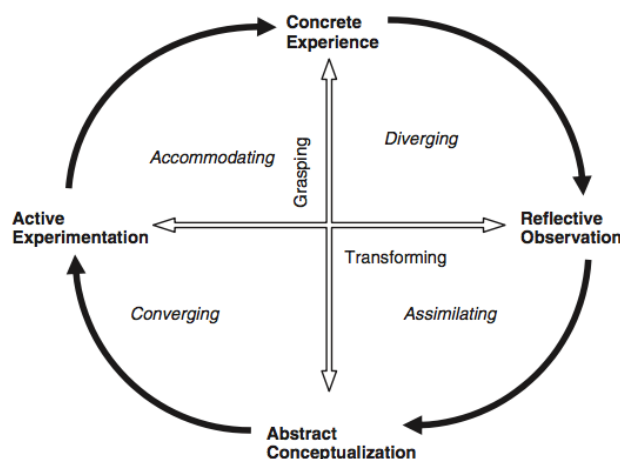 Concrete
Experience
Grasping
Diverging
Accommodating
Active
Experimentation
Reflective
Observation
Transforming
Converging
Assimilating
Abstract
Conceptualization